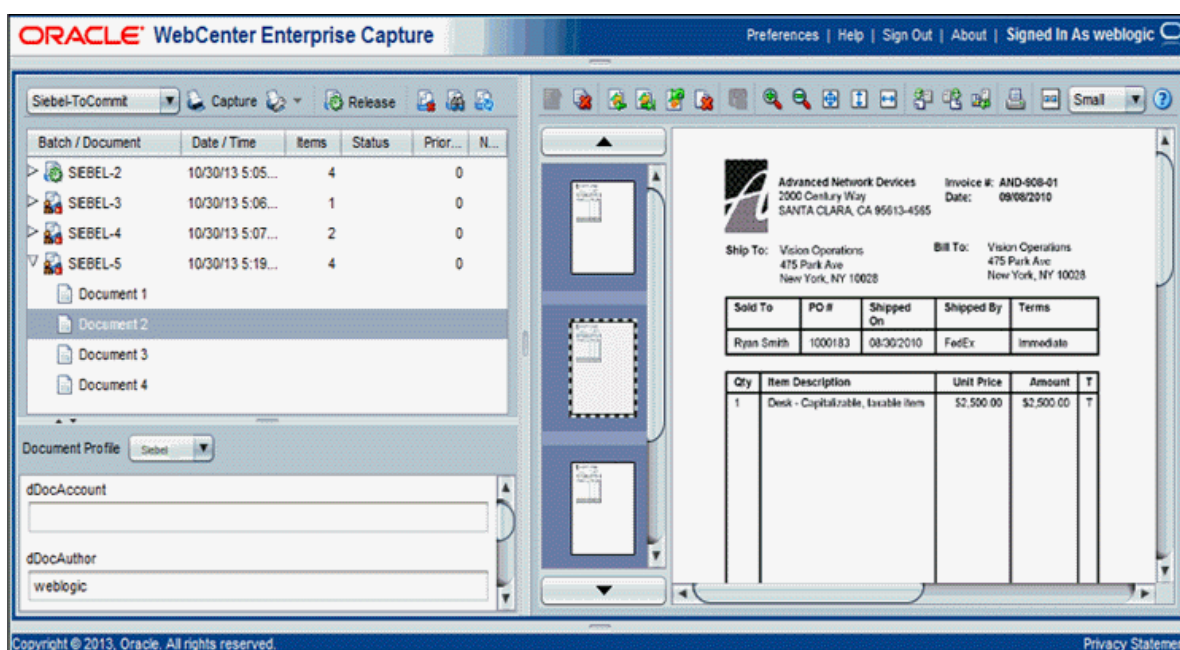 ORACLE WebCenter Enterprise Capture
Preferences | Help | Sign Out | About | Signed In As weblogic
Siebel-ToCommit Capture Release Small
Batch / Document Date / Time Items Status Prior... N...
SIEBEL-2 10/30/13 5:05... 4 0
SIEBEL-3 10/30/13 5:06... 1 0
SIEBEL-4 10/30/13 5:07... 2 0
SIEBEL-5 10/30/13 5:19... 4 0
Document 1
Document 2
Document 3
Document 4
Document Profile Siebel
dDocAccount
dDocAuthor
weblogic
Advanced Network Devices
2000 Century Way
SANTA CLARA, CA 95613-4565
Invoice #: AND-908-01
Date: 09/08/2010
Ship To: Vision Operations
475 Park Ave
New York, NY 10028
Bill To: Vision Operations
475 Park Ave
New York, NY 10028
Sold To PO # Shipped On Shipped By Terms
Ryan Smith 1000183 08/30/2010 FedEx Immediate
Qty Item Description Unit Price Amount T
1 Desk - Capitalizable, taxable item $2,500.00 $2,500.00 T
Copyright © 2013, Oracle. All rights reserved.
Privacy Stateme